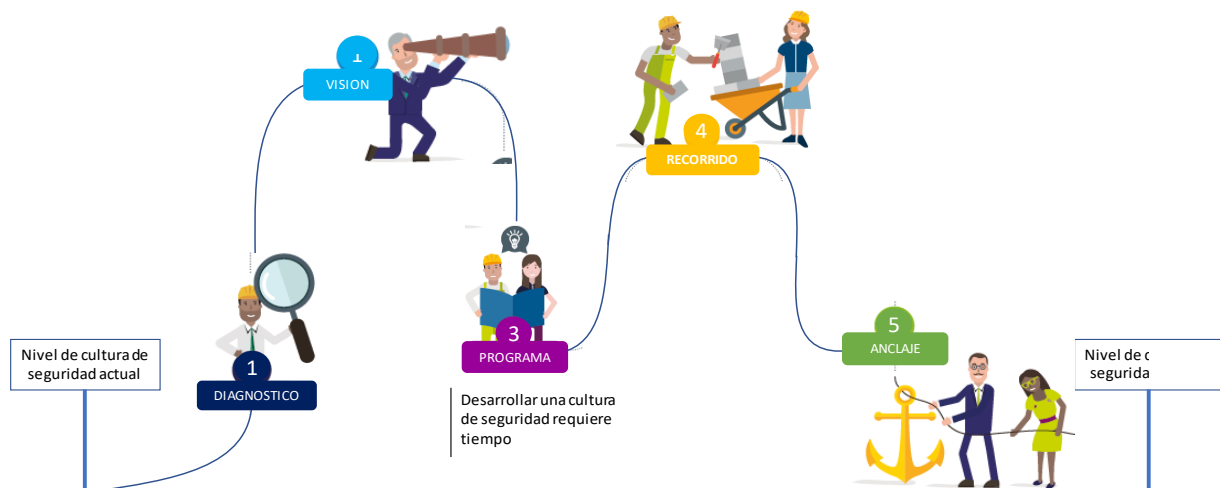 VISION
4
RECORRIDO
3
PROGRAMA
Desarrollar una cultura
de seguridad requiere
tiempo
5
ANCLAJE
Nivel de cultura de
seguridad actual
1
DIAGNOSTICO
Nivel de
segurida